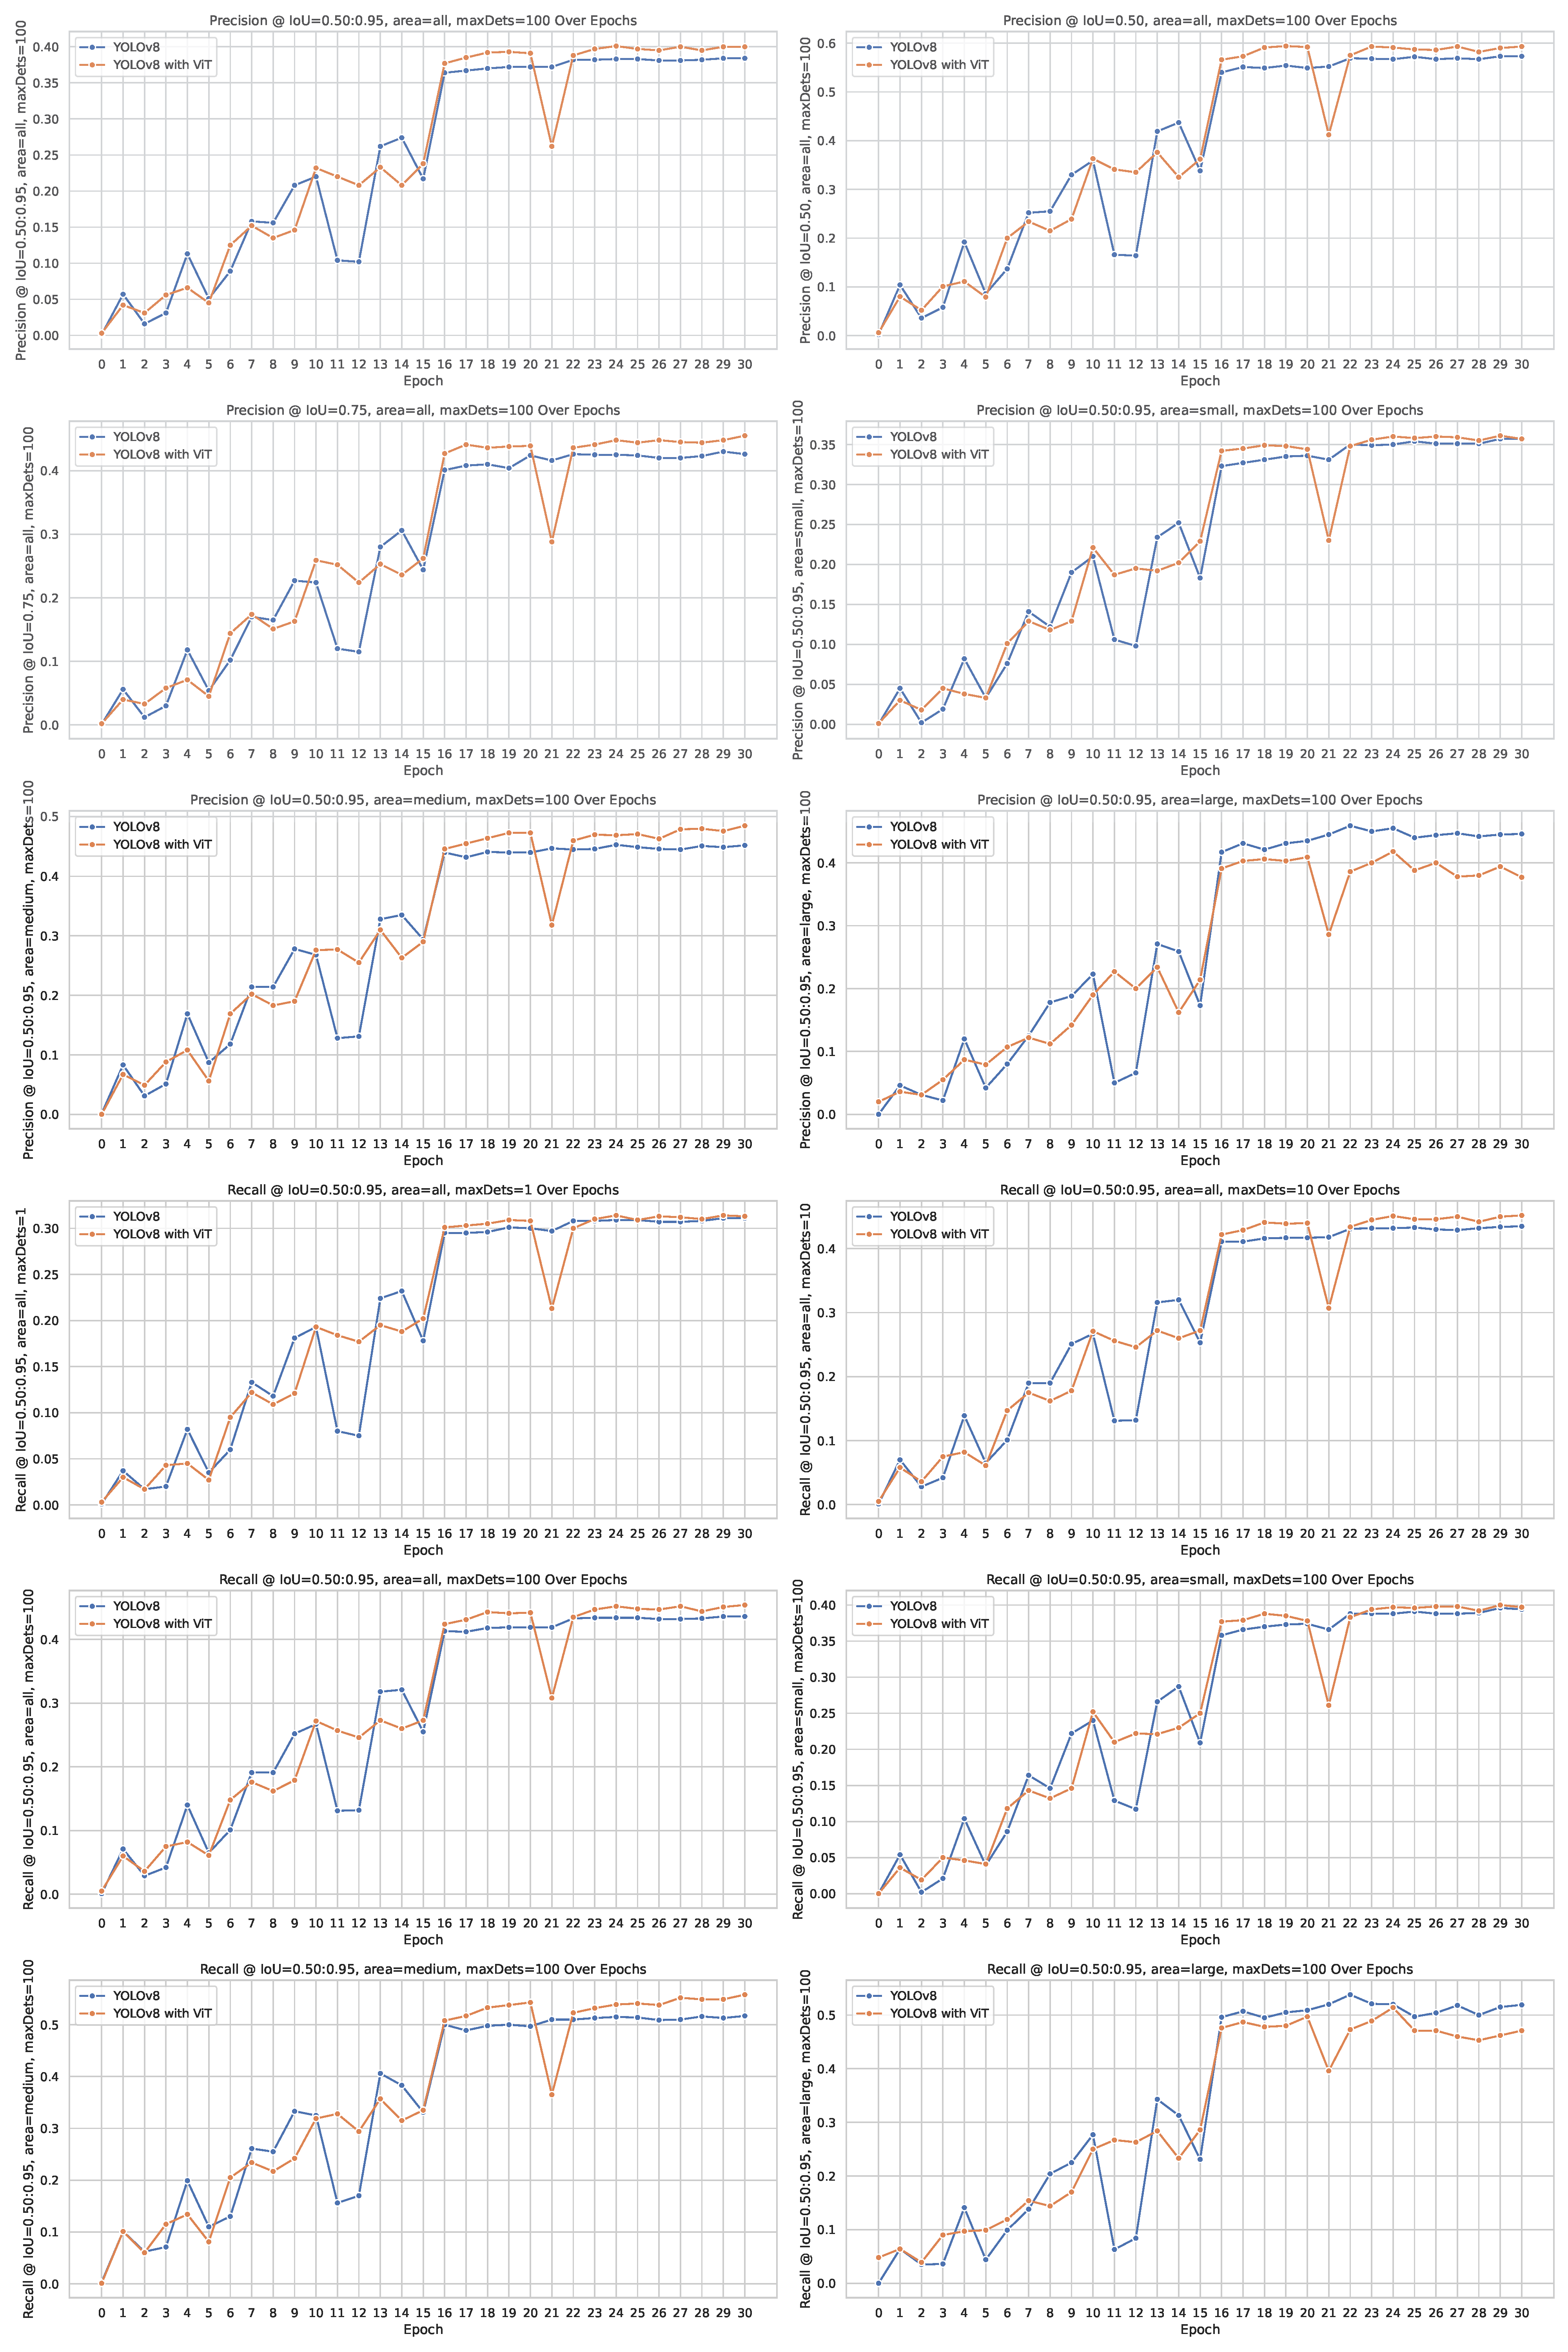 Precision @ IoU=0.50:0.95, area=all, maxDets=100 Over Epochs
Precision @ IoU=0.50:0.95, area=all, maxDets=100
YOLOv8
YOLOv8 with ViT
0.40
0.35
0.30
0.25
0.20
0.15
0.10
0.05
0.00
0 1 2 3 4 5 6 7 8 9 10 11 12 13 14 15 16 17 18 19 20 21 22 23 24 25 26 27 28 29 30
Epoch
Precision @ IoU=0.50, area=all, maxDets=100 Over Epochs
Precision @ IoU=0.50, area=all, maxDets=100
YOLOv8
YOLOv8 with ViT
0.6
0.5
0.4
0.3
0.2
0.1
0.0
0 1 2 3 4 5 6 7 8 9 10 11 12 13 14 15 16 17 18 19 20 21 22 23 24 25 26 27 28 29 30
Epoch
Precision @ IoU=0.75, area=all, maxDets=100 Over Epochs
Precision @ IoU=0.75, area=all, maxDets=100
YOLOv8
YOLOv8 with ViT
0.4
0.3
0.2
0.1
0.0
0 1 2 3 4 5 6 7 8 9 10 11 12 13 14 15 16 17 18 19 20 21 22 23 24 25 26 27 28 29 30
Epoch
Precision @ IoU=0.50:0.95, area=small, maxDets=100 Over Epochs
Precision @ IoU=0.50:0.95, area=small, maxDets=100
YOLOv8
YOLOv8 with ViT
0.35
0.30
0.25
0.20
0.15
0.10
0.05
0.00
0 1 2 3 4 5 6 7 8 9 10 11 12 13 14 15 16 17 18 19 20 21 22 23 24 25 26 27 28 29 30
Epoch
Precision @ IoU=0.50:0.95, area=medium, maxDets=100 Over Epochs
Precision @ IoU=0.50:0.95, area=medium, maxDets=100
YOLOv8
YOLOv8 with ViT
0.5
0.4
0.3
0.2
0.1
0.0
0 1 2 3 4 5 6 7 8 9 10 11 12 13 14 15 16 17 18 19 20 21 22 23 24 25 26 27 28 29 30
Epoch
Precision @ IoU=0.50:0.95, area=large, maxDets=100 Over Epochs
Precision @ IoU=0.50:0.95, area=large, maxDets=100
YOLOv8
YOLOv8 with ViT
0.4
0.3
0.2
0.1
0.0
0 1 2 3 4 5 6 7 8 9 10 11 12 13 14 15 16 17 18 19 20 21 22 23 24 25 26 27 28 29 30
Epoch
Recall @ IoU=0.50:0.95, area=all, maxDets=1 Over Epochs
Recall @ IoU=0.50:0.95, area=all, maxDets=1
YOLOv8
YOLOv8 with ViT
0.30
0.25
0.20
0.15
0.10
0.05
0.00
0 1 2 3 4 5 6 7 8 9 10 11 12 13 14 15 16 17 18 19 20 21 22 23 24 25 26 27 28 29 30
Epoch
Recall @ IoU=0.50:0.95, area=all, maxDets=10 Over Epochs
Recall @ IoU=0.50:0.95, area=all, maxDets=10
YOLOv8
YOLOv8 with ViT
0.4
0.3
0.2
0.1
0.0
0 1 2 3 4 5 6 7 8 9 10 11 12 13 14 15 16 17 18 19 20 21 22 23 24 25 26 27 28 29 30
Epoch
Recall @ IoU=0.50:0.95, area=all, maxDets=100 Over Epochs
Recall @ IoU=0.50:0.95, area=all, maxDets=100
YOLOv8
YOLOv8 with ViT
0.4
0.3
0.2
0.1
0.0
0 1 2 3 4 5 6 7 8 9 10 11 12 13 14 15 16 17 18 19 20 21 22 23 24 25 26 27 28 29 30
Epoch
Recall @ IoU=0.50:0.95, area=small, maxDets=100 Over Epochs
Recall @ IoU=0.50:0.95, area=small, maxDets=100
YOLOv8
YOLOv8 with ViT
0.40
0.35
0.30
0.25
0.20
0.15
0.10
0.05
0.00
0 1 2 3 4 5 6 7 8 9 10 11 12 13 14 15 16 17 18 19 20 21 22 23 24 25 26 27 28 29 30
Epoch
Recall @ IoU=0.50:0.95, area=medium, maxDets=100 Over Epochs
Recall @ IoU=0.50:0.95, area=medium, maxDets=100
YOLOv8
YOLOv8 with ViT
0.5
0.4
0.3
0.2
0.1
0.0
0 1 2 3 4 5 6 7 8 9 10 11 12 13 14 15 16 17 18 19 20 21 22 23 24 25 26 27 28 29 30
Epoch
Recall @ IoU=0.50:0.95, area=large, maxDets=100 Over Epochs
Recall @ IoU=0.50:0.95, area=large, maxDets=100
YOLOv8
YOLOv8 with ViT
0.5
0.4
0.3
0.2
0.1
0.0
0 1 2 3 4 5 6 7 8 9 10 11 12 13 14 15 16 17 18 19 20 21 22 23 24 25 26 27 28 29 30
Epoch